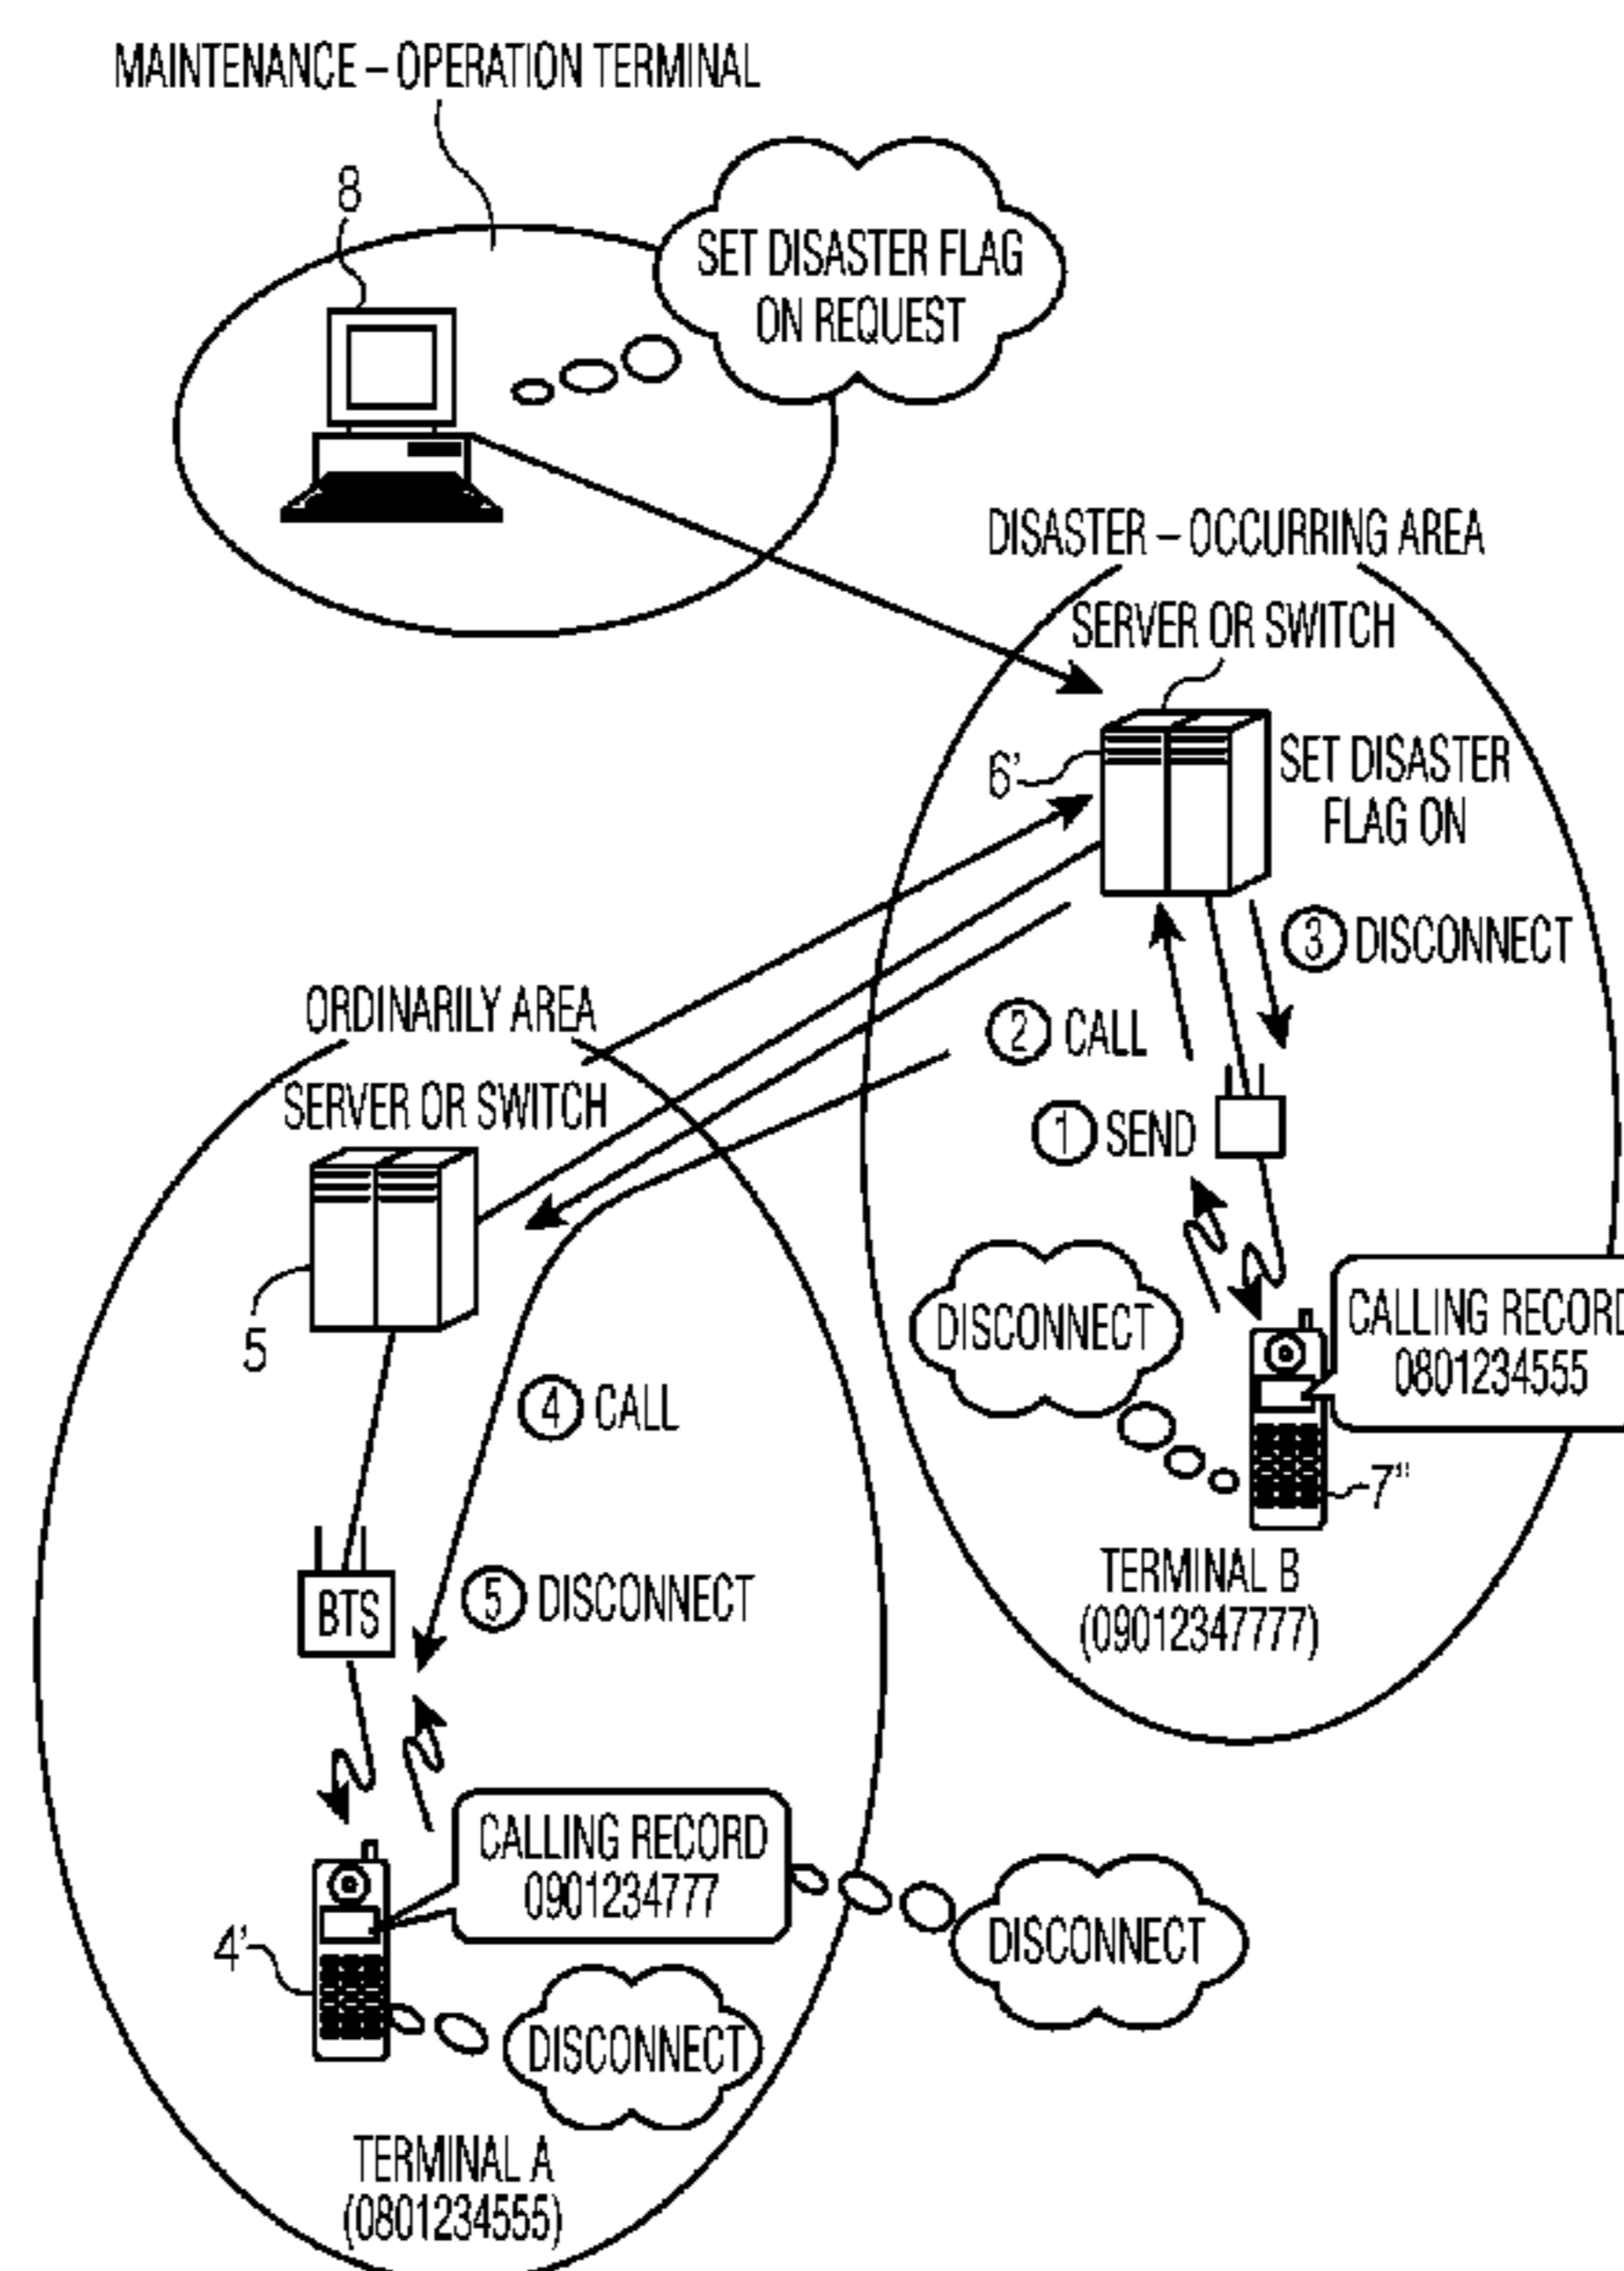 MAINTENANCE – OPERATION TERMINAL
8
SET DISASTER FLAG
ON REQUEST
DISASTER – OCCURRING AREA
SERVER OR SWITCH
6'
SET DISASTER
FLAG ON
3 DISCONNECT
ORDINARILY AREA
2 CALL
SERVER OR SWITCH
1 SEND
5
DISCONNECT
CALLING RECORD
0801234555
4 CALL
7"
TERMINAL B
(09012347777)
BTS
5 DISCONNECT
CALLING RECORD
0901234777
4'
DISCONNECT
DISCONNECT
TERMINAL A
(0801234555)